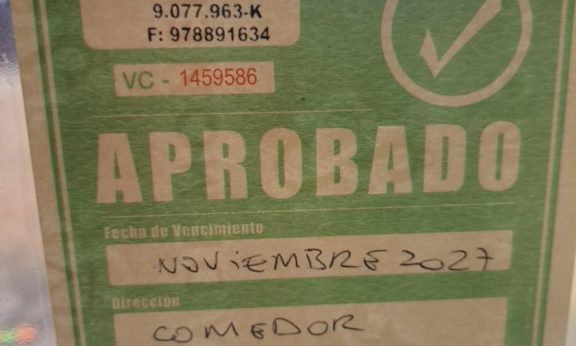 9.077.963-K
F: 978891634
VC - 1459586
APROBADO
Fecha de Vencimiento
NOVIEMBRE 2027
Dirección
COMEDOR